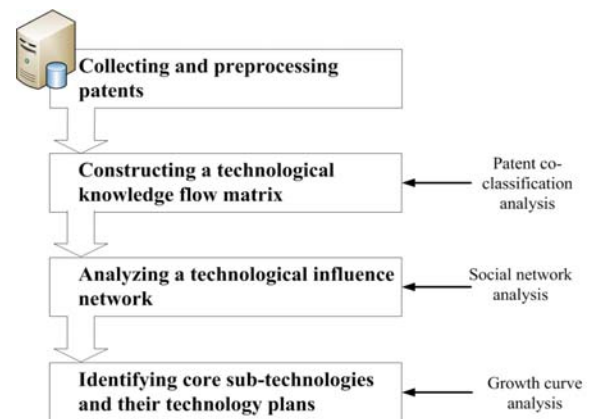 Collecting and preprocessing
patents
Constructing a technological
knowledge flow matrix
Patent co-
classification
analysis
Analyzing a technological influence
network
Social network
analysis
Identifying core sub-technologies
and their technology plans
Growth curve
analysis